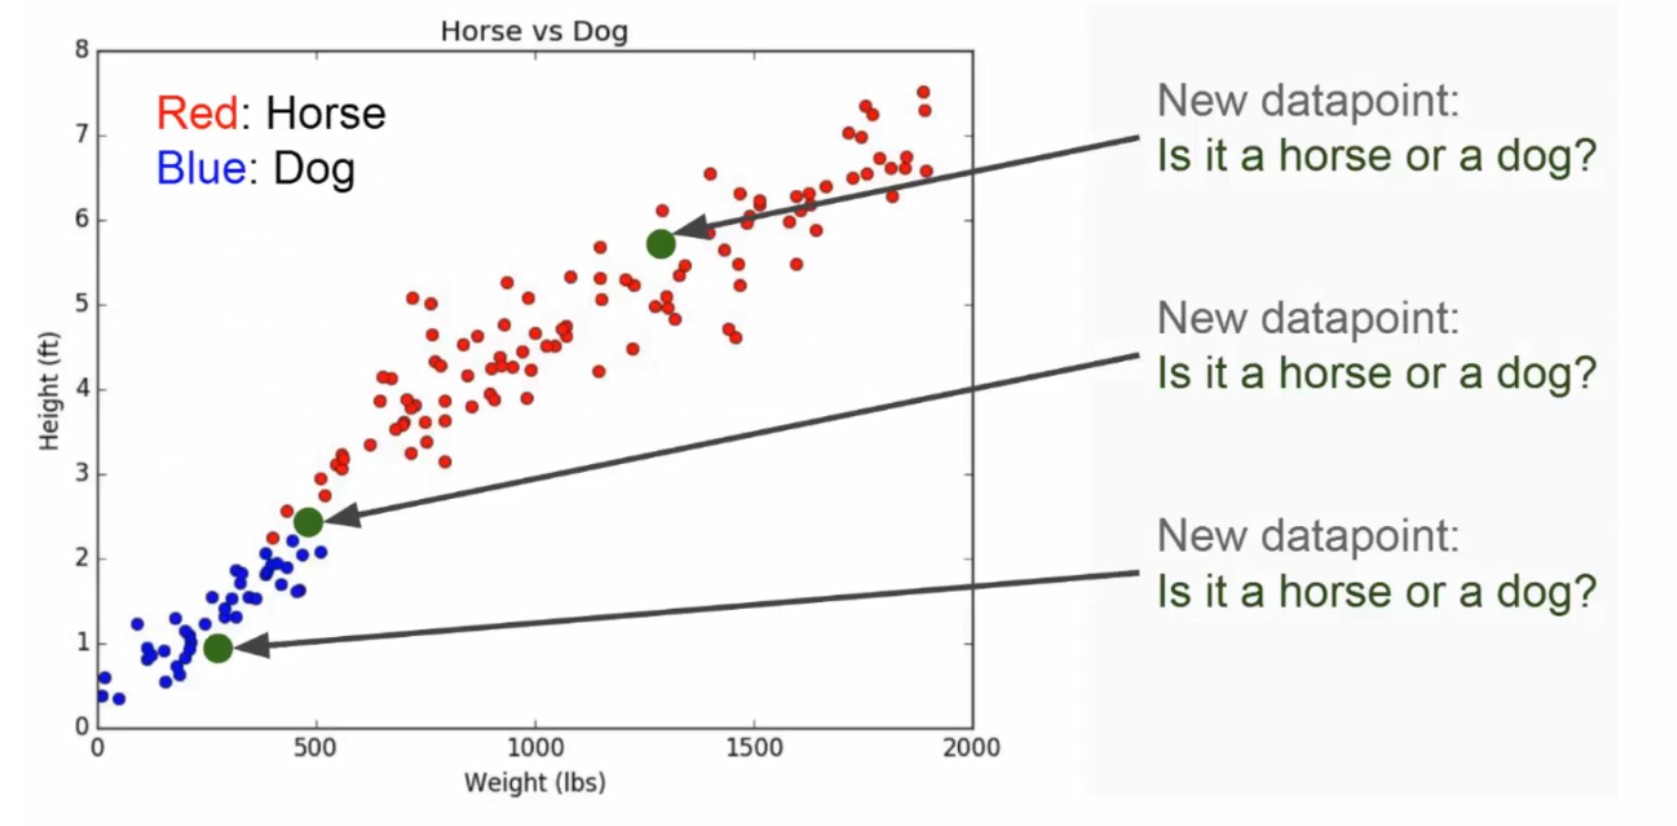 Horse vs Dog
Red: Horse
Blue: Dog
8
7
6
5
4
3
2
1
0
Height (ft)
0 500 1000 1500 2000
Weight (lbs)
New datapoint:
Is it a horse or a dog?
New datapoint:
Is it a horse or a dog?
New datapoint:
Is it a horse or a dog?